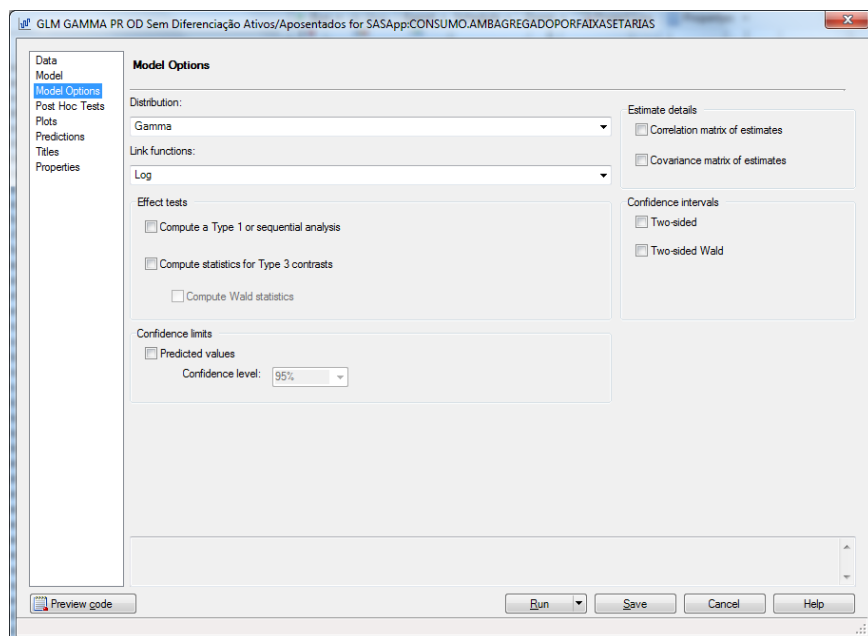 GLM GAMMA PR OD Sem Diferenciação Ativos/Aposentados for SASApp:CONSUMO.AMBAGREGADOPORFAIXASETARIAS
Data
Model
Model Options
Post Hoc Tests
Plots
Predictions
Titles
Properties
Model Options
Distribution:
Gamma
Link functions:
Log
Effect tests
Compute a Type 1 or sequential analysis
Compute statistics for Type 3 contrasts
Compute Wald statistics
Confidence limits
Predicted values
Confidence level:
95%
Estimate details
Correlation matrix of estimates
Covariance matrix of estimates
Confidence intervals
Two-sided
Two-sided Wald
Preview code
Run
Save
Cancel
Help